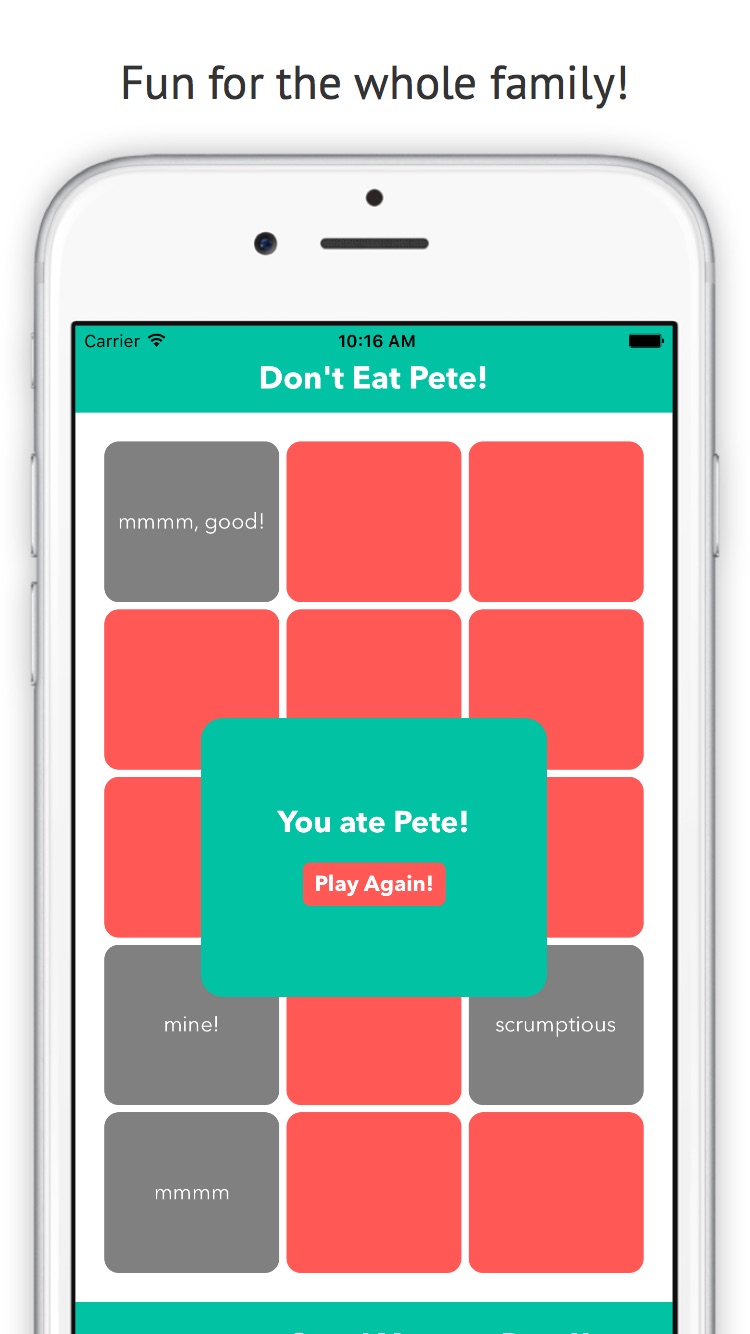 Fun for the whole family!
Carrier 10:16 AM
Don't Eat Pete!
mmmm, good!
You ate Pete!
Play Again!
mine! scrumptious
mmmm